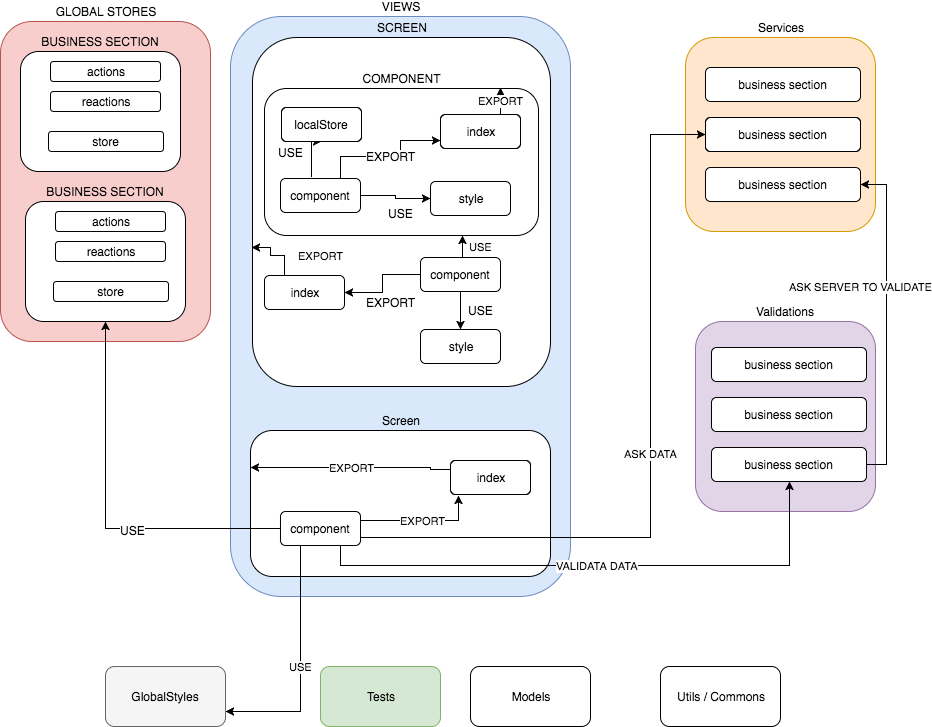 GLOBAL STORES
BUSINESS SECTION
actions
reactions
store
BUSINESS SECTION
actions
reactions
store
VIEWS
SCREEN
COMPONENT
EXPORT
localStore
index
USE
EXPORT
component
style
USE
USE
EXPORT
component
index
EXPORT
USE
style
Screen
EXPORT
index
EXPORT
component
USE
Services
business section
business section
business section
ASK SERVER TO VALIDATE
Validations
business section
business section
business section
ASK DATA
VALIDATA DATA
USE
GlobalStyles
Tests
Models
Utils / Commons